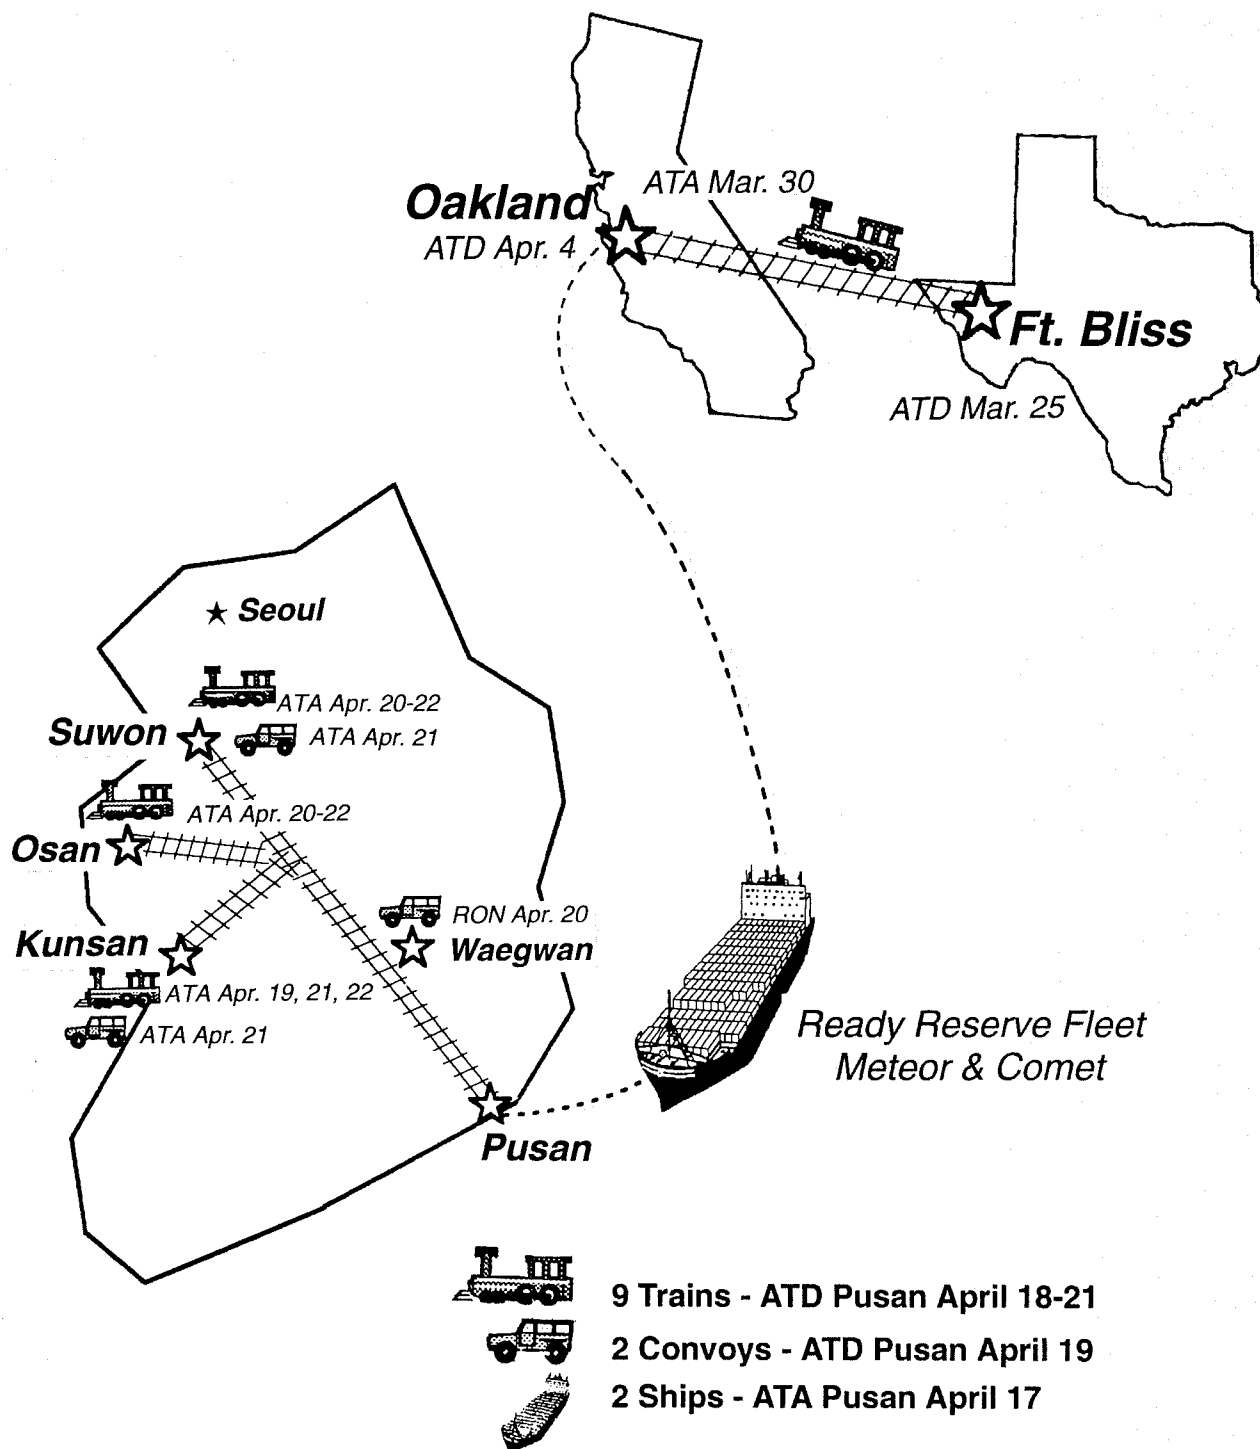 ATA Mar. 30
Oakland
ATD Apr. 4
Ft. Bliss
ATD Mar. 25
Seoul
ATA Apr. 20-22
Suwon
ATA Apr. 21
ATA Apr. 20-22
Osan
RON Apr. 20
Kunsan
Waegwan
ATA Apr. 19, 21, 22
ATA Apr. 21
Ready Reserve Fleet
Meteor & Comet
Pusan
9 Trains - ATD Pusan April 18-21
2 Convoys - ATD Pusan April 19
2 Ships - ATA Pusan April 17